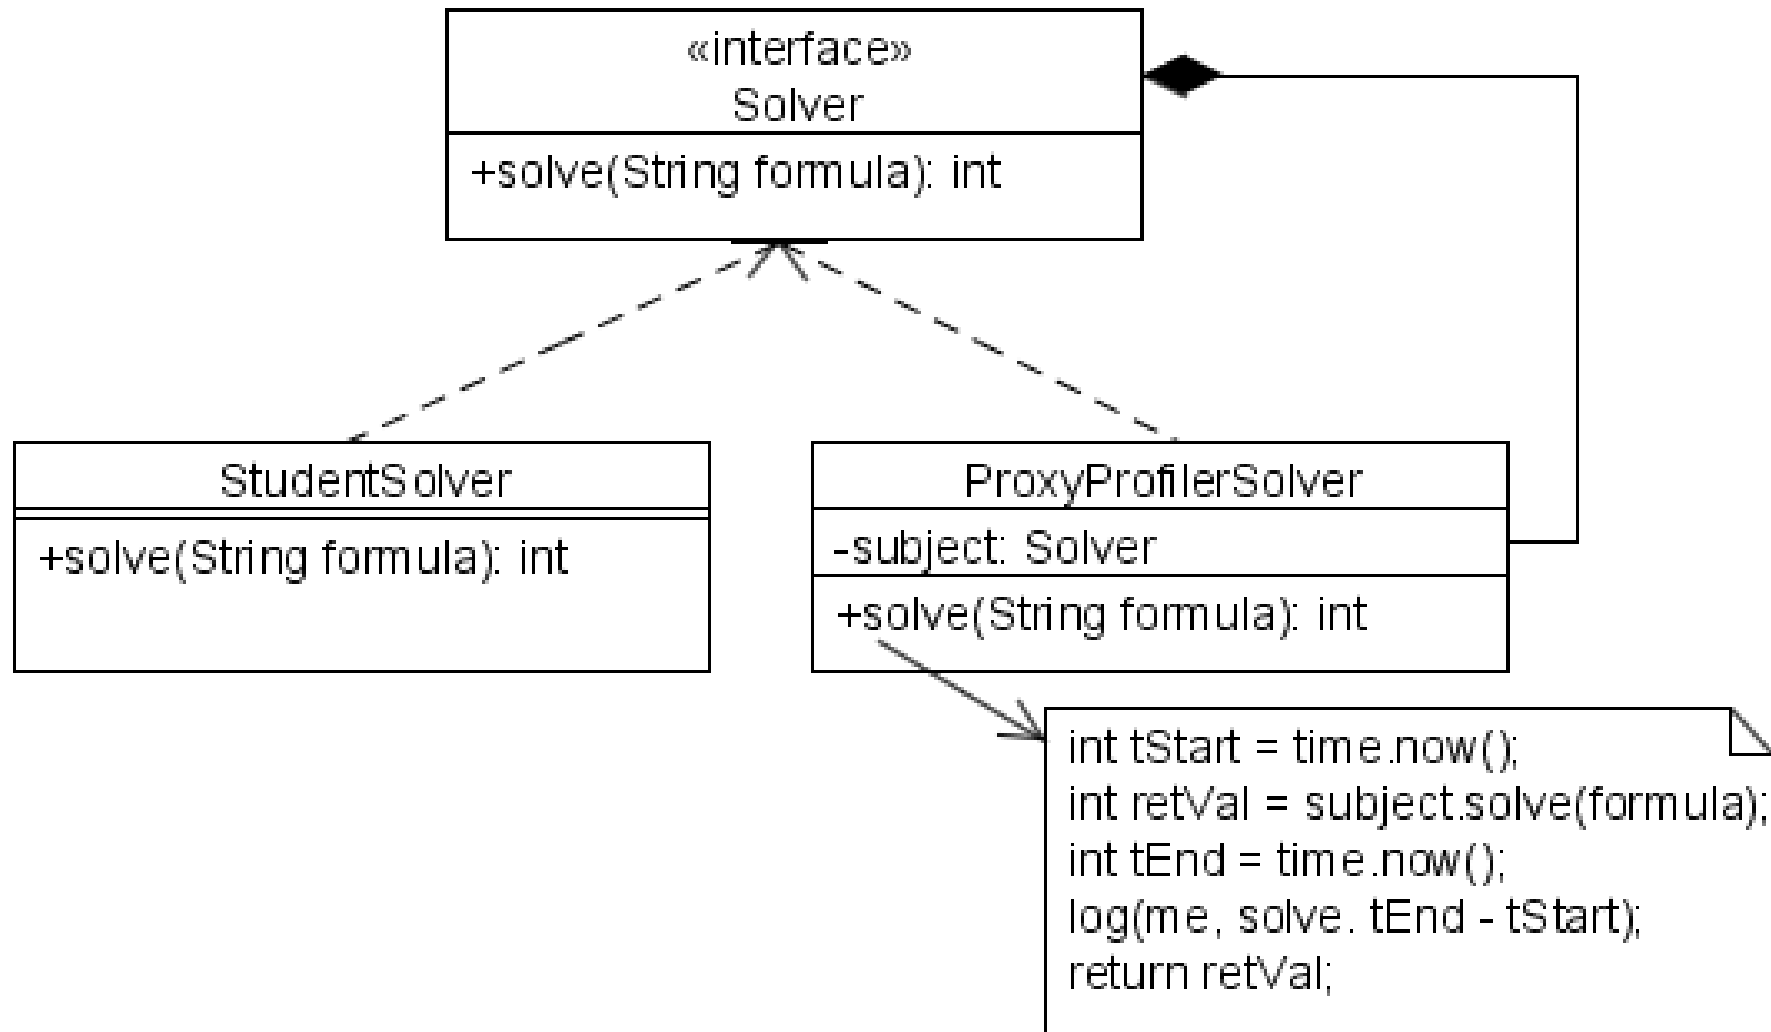 «interface»
Solver
+solve(String formula): int
StudentSolver
+solve(String formula): int
ProxyProfilerSolver
-subject: Solver
+solve(String formula): int
int tStart = time.now();
int retVal = subject.solve(formula);
int tEnd = time.now();
log(me, solve. tEnd - tStart);
return retVal;